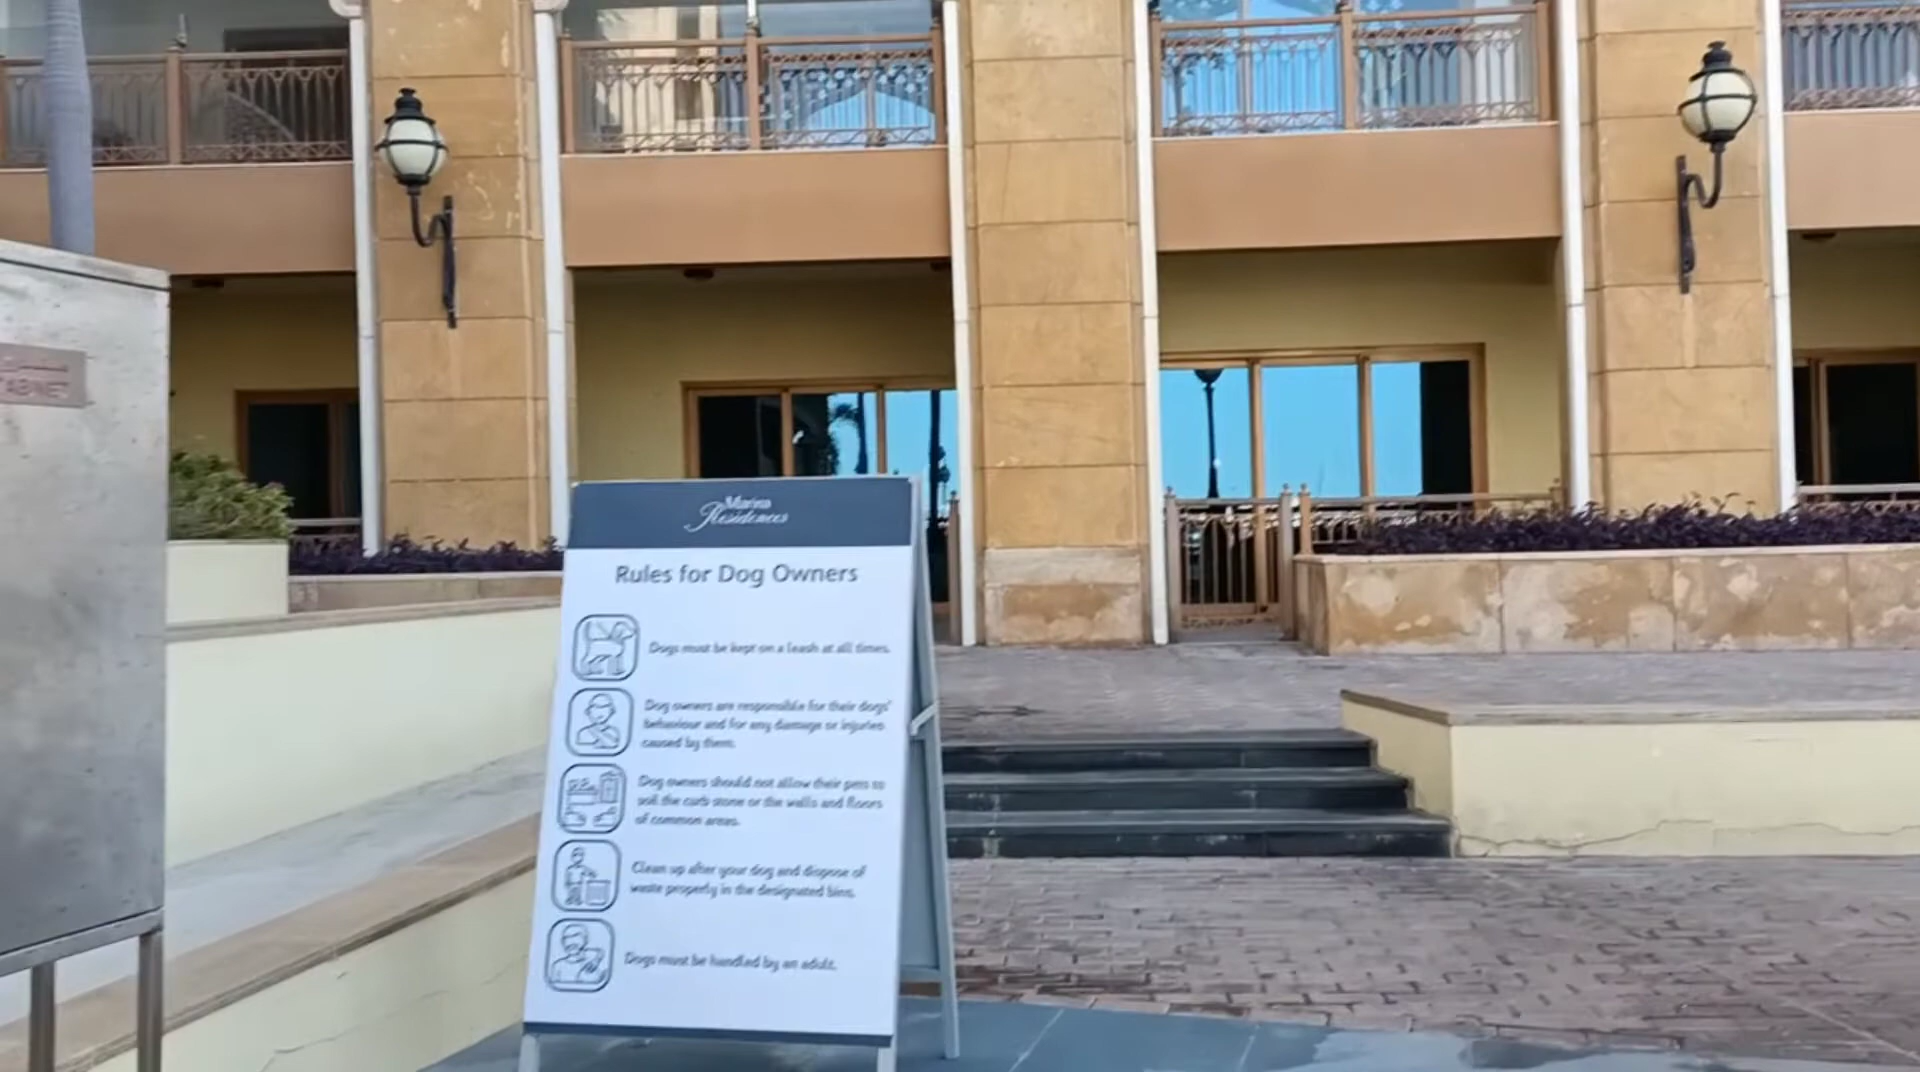 CABINET
Marina
Residences
Rules for Dog Owners
Dogs must be kept on a leash at all times.
Dog owners are responsible for their dogs'
behaviour and for any damage or injuries
caused by them.
Dog owners should not allow their pets to
soil the curb stone or the walls and floors
of common areas.
Clean up after your dog and dispose of
waste properly in the designated bins.
Dogs must be handled by an adult.